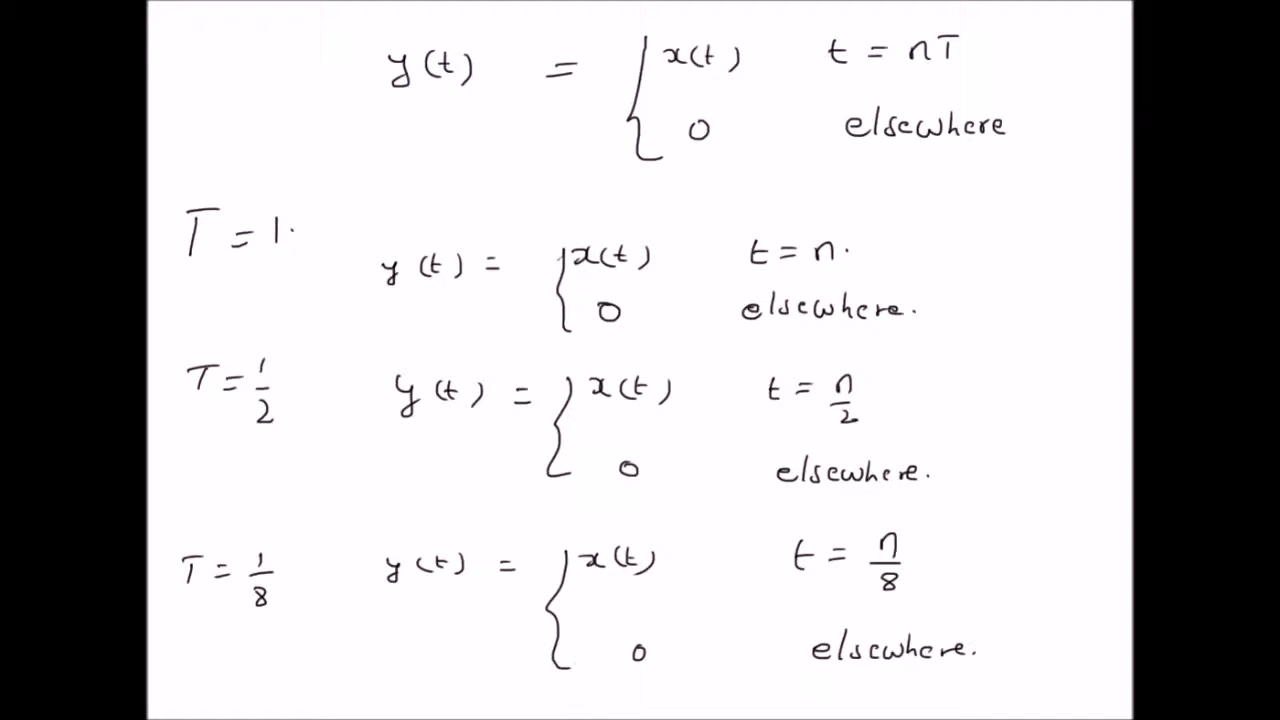 y(t) = { x(t) t = nT
0 elsewhere
T = 1.
y(t) = { x(t) t = n.
0 elsewhere.
T = 1/2 y(t) = { x(t) t = n/2
0 elsewhere.
T = 1/8 y(t) = { x(t) t = n/8
0 elsewhere.